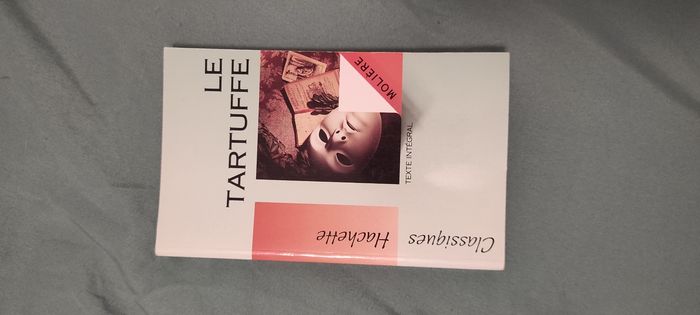 LE
TARTUFFE
MOLIÈRE
TEXTE INTÉGRAL
Classiques
Hachette